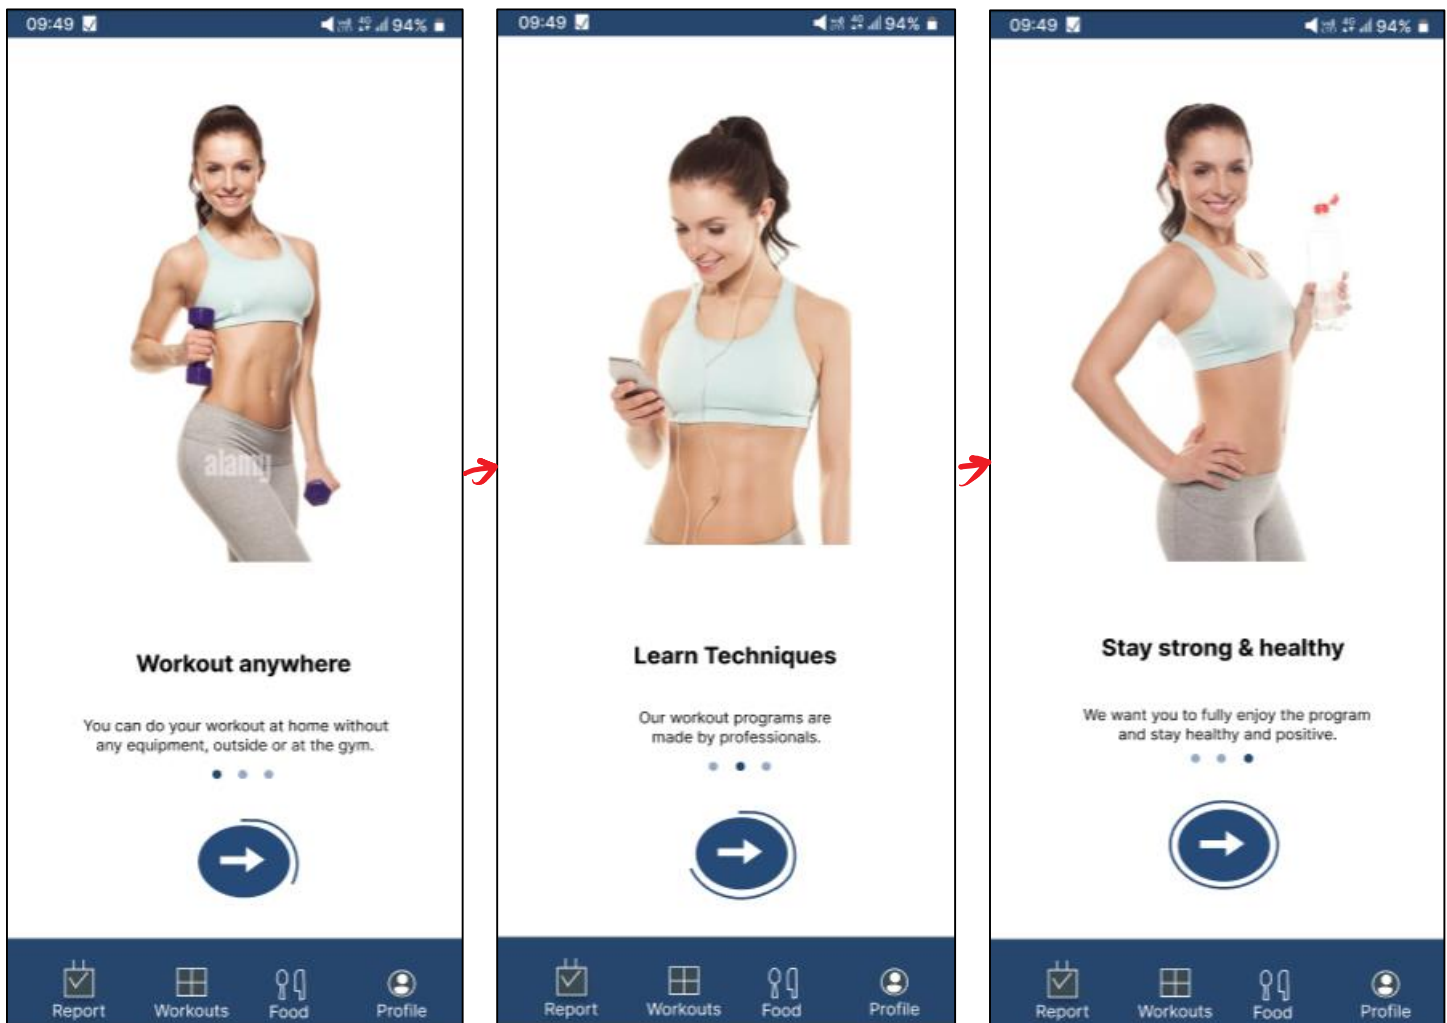 09:49
94%
alamy
Workout anywhere
You can do your workout at home without
any equipment, outside or at the gym.
Report
Workouts
Food
Profile
09:49
4G
94%
Learn Techniques
Our workout programs are
made by professionals.
Report
Workouts
Food
Profile
09:49
94%
Stay strong & healthy
We want you to fully enjoy the program
and stay healthy and positive.
Report
Workouts
Food
Profile